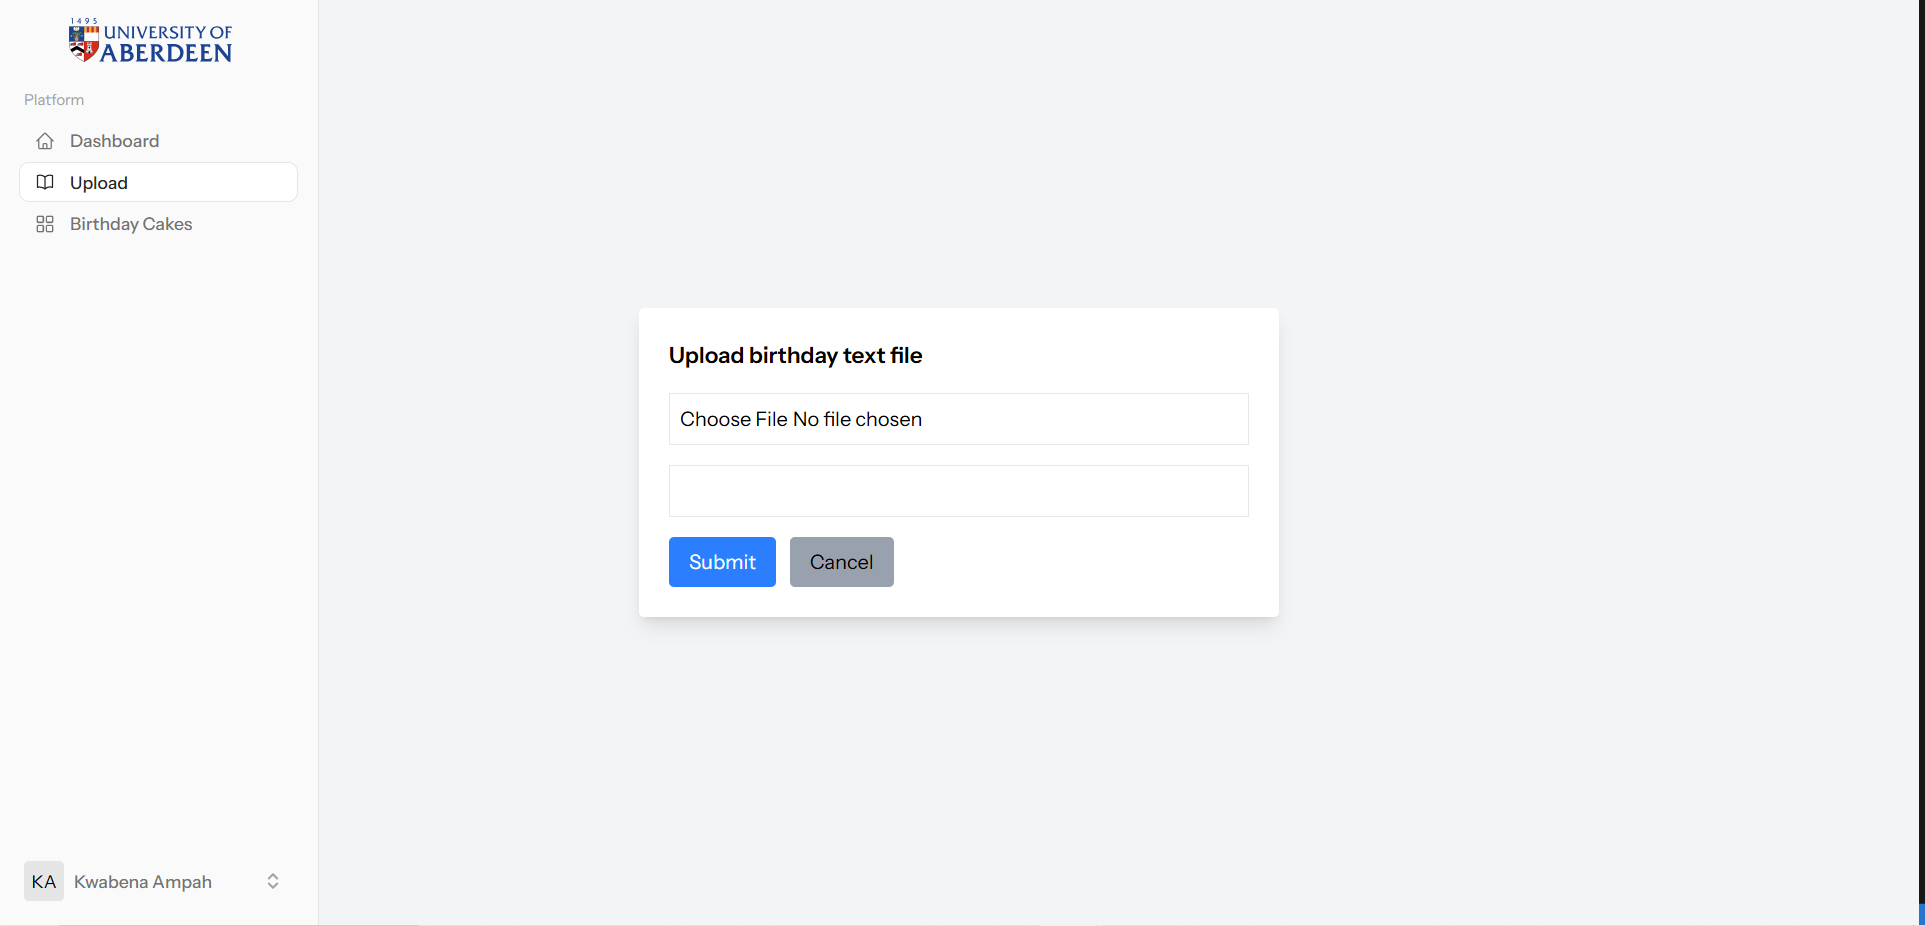 1495
UNIVERSITY OF
ABERDEEN
Platform
Dashboard
Upload
Birthday Cakes
Upload birthday text file
Choose File No file chosen
Submit Cancel
KA Kwabena Ampah